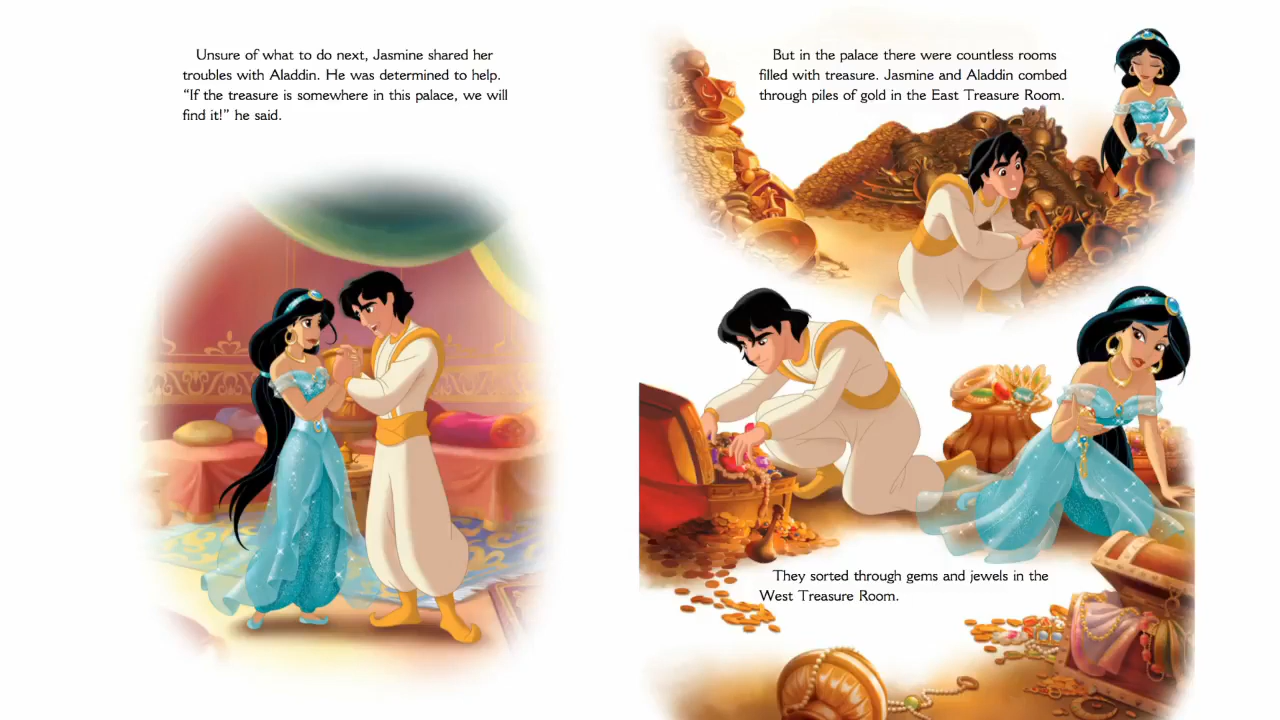 Unsure of what to do next, Jasmine shared her
troubles with Aladdin. He was determined to help.
“If the treasure is somewhere in this palace, we will
find it!” he said.
But in the palace there were countless rooms
filled with treasure. Jasmine and Aladdin combed
through piles of gold in the East Treasure Room.
They sorted through gems and jewels in the
West Treasure Room.